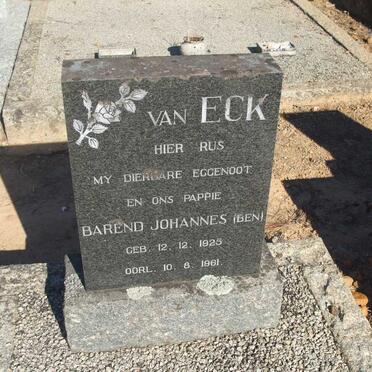 VAN ECK
HIER RUS
MY DIERBARE EGGENOOT
EN ONS PAPPIE
BAREND JOHANNES (BEN)
GEB. 12. 12. 1925
OORL. 10. 8. 1961.